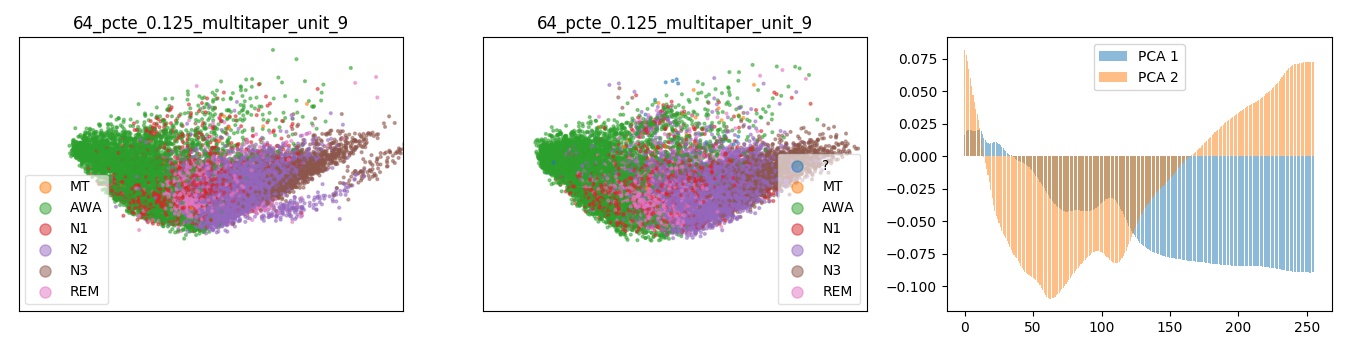 64_pcte_0.125_multitaper_unit_9
MT
AWA
N1
N2
N3
REM
64_pcte_0.125_multitaper_unit_9
?
MT
AWA
N1
N2
N3
REM
PCA 1
PCA 2
0.075
0.050
0.025
0.000
−0.025
−0.050
−0.075
−0.100
0 50 100 150 200 250